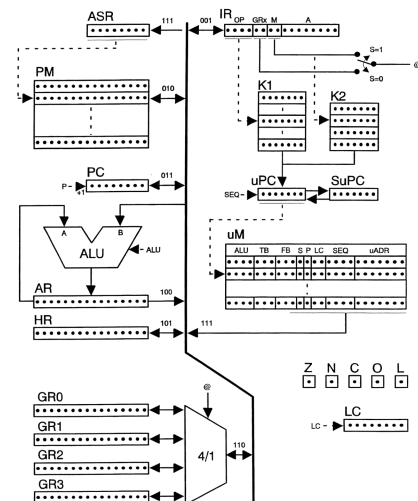 ASR
111
001
IR
OP GRx M A
S=1
S=0
@
PM
010
K1
K2
PC
P- +1
011
uPC
SEQ-
SuPC
A B
ALU
- ALU
uM
ALU TB FB S P LC SEQ uADR
AR
100
HR
101
111
Z N C O L
LC
LC -
@
GR0
GR1
GR2
GR3
4/1
110